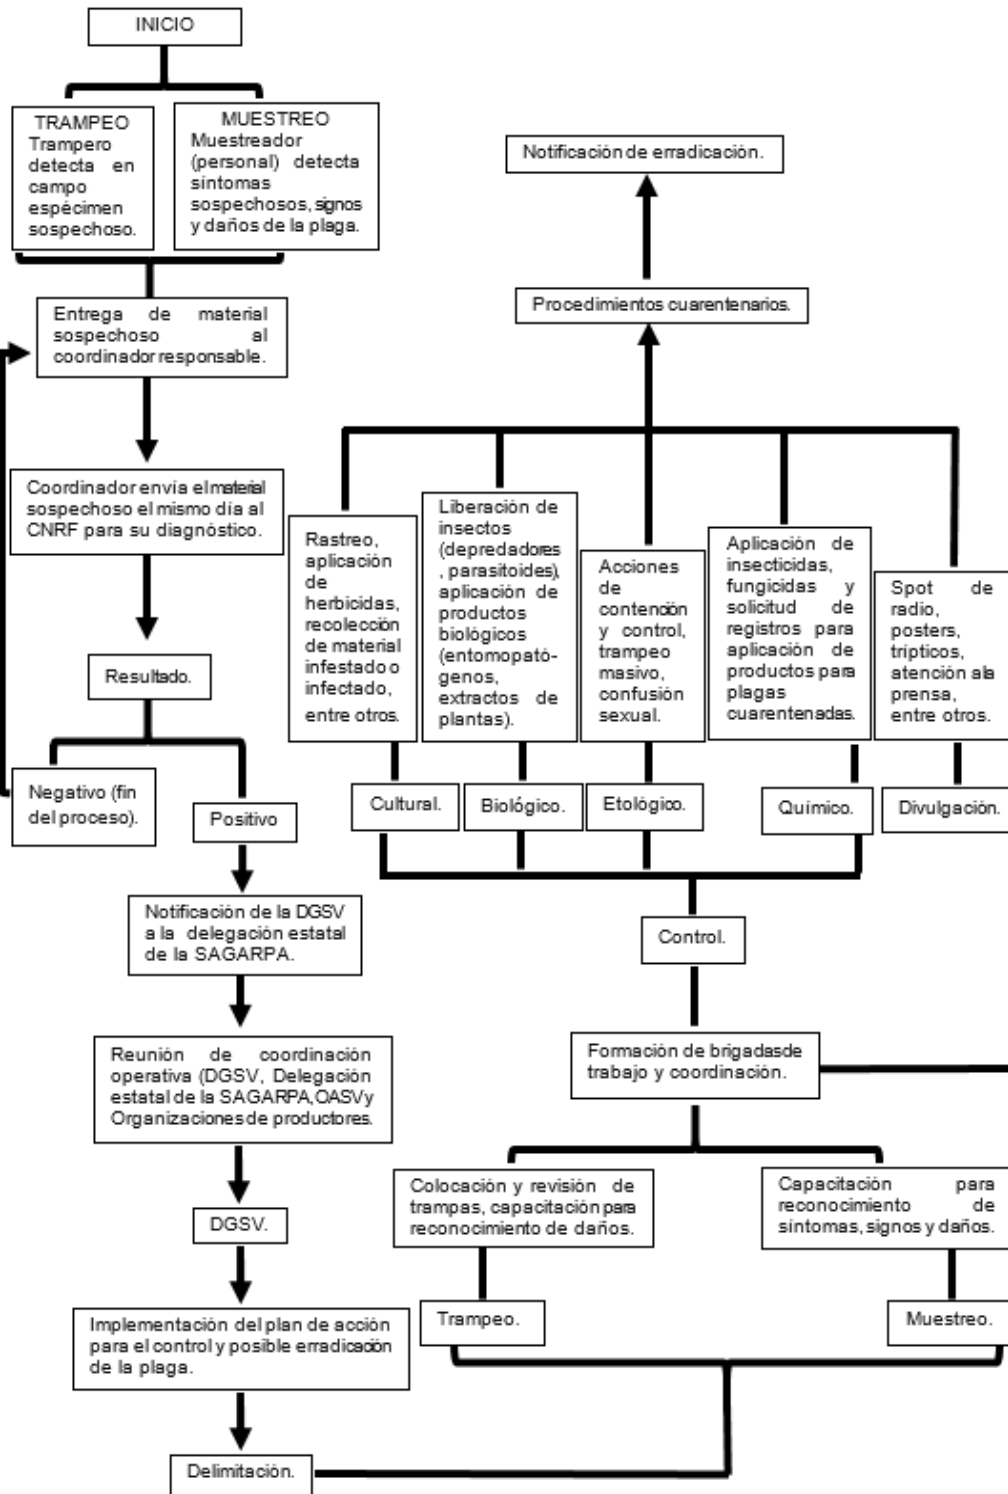 INICIO
TRAMPEO
Trampero
detecta en
campo
espécimen
sospechoso.
MUESTREO
Muestreador
(personal) detecta
síntomas
sospechosos, signos
y daños de la plaga.
Entrega de material
sospechoso al
coordinador responsable.
Coordinador envía el material
sospechoso el mismo día al
CNRF para su diagnóstico.
Resultado.
Negativo (fin
del proceso).
Positivo
Notificación de la DGSV
a la delegación estatal
de la SAGARPA.
Reunión de coordinación
operativa (DGSV, Delegación
estatal de la SAGARPA, OASV y
Organizaciones de productores.
DGSV.
Implementación del plan de acción
para el control y posible erradicación
de la plaga.
Delimitación.
Notificación de erradicación.
Procedimientos cuarentenarios.
Rastreo,
aplicación
de
herbicidas,
recolección
de material
infestado o
infectado,
entre otros.
Liberación de
insectos
(depredadores
, parasitoides),
aplicación de
productos
biológicos
(entomopató-
genos,
extractos de
plantas).
Acciones
de
contención
y control,
trampeo
masivo,
confusión
sexual.
Aplicación de
insecticidas,
fungicidas y
solicitud de
registros para
aplicación de
productos para
plagas
cuarentenadas.
Spot de
radio,
posters,
trípticos,
atención a la
prensa,
entre otros.
Cultural.
Biológico.
Etológico.
Químico.
Divulgación.
Control.
Formación de brigadas de
trabajo y coordinación.
Colocación y revisión de
trampas, capacitación para
reconocimiento de daños.
Capacitación para
reconocimiento de
síntomas, signos y daños.
Trampeo.
Muestreo.